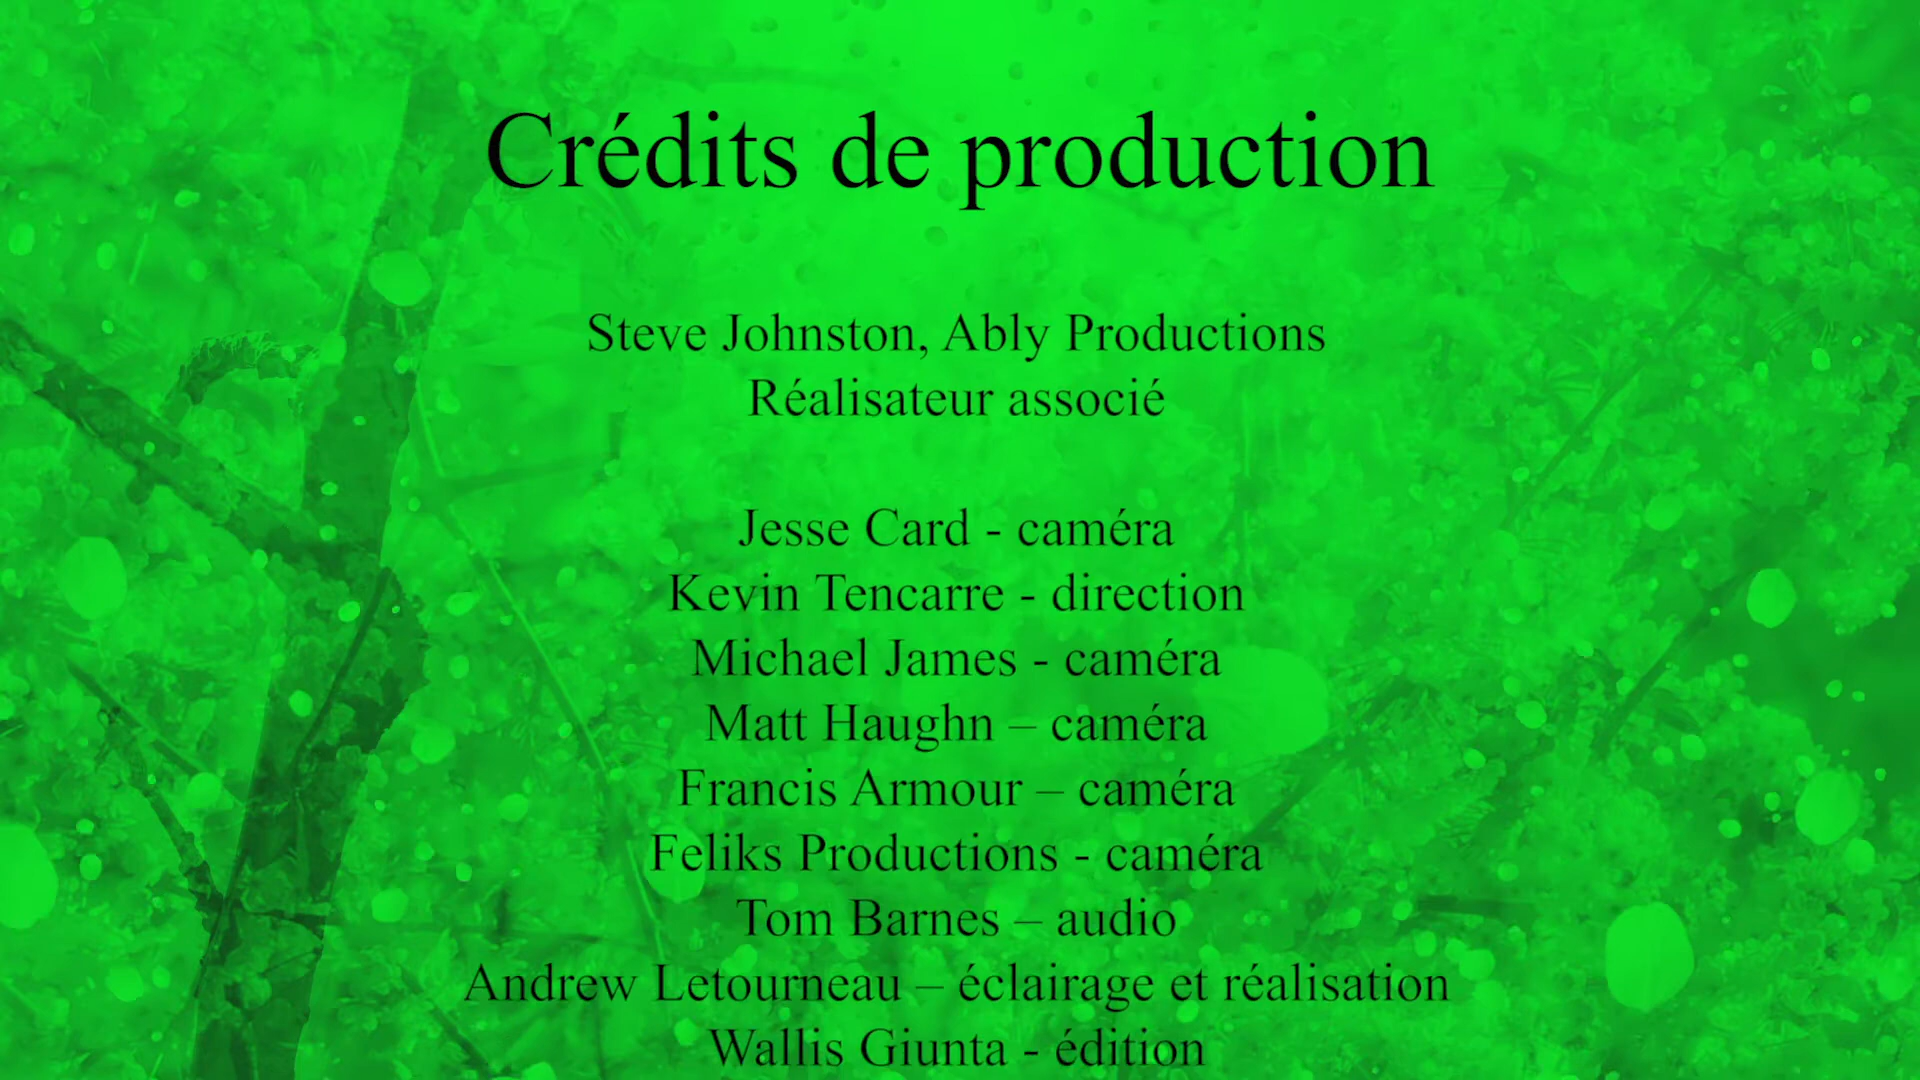 Crédits de production
Steve Johnston, Ably Productions
Réalisateur associé
Jesse Card - caméra
Kevin Tencarre - direction
Michael James - caméra
Matt Haughn – caméra
Francis Armour – caméra
Feliks Productions - caméra
Tom Barnes – audio
Andrew Letourneau – éclairage et réalisation
Wallis Giunta - édition